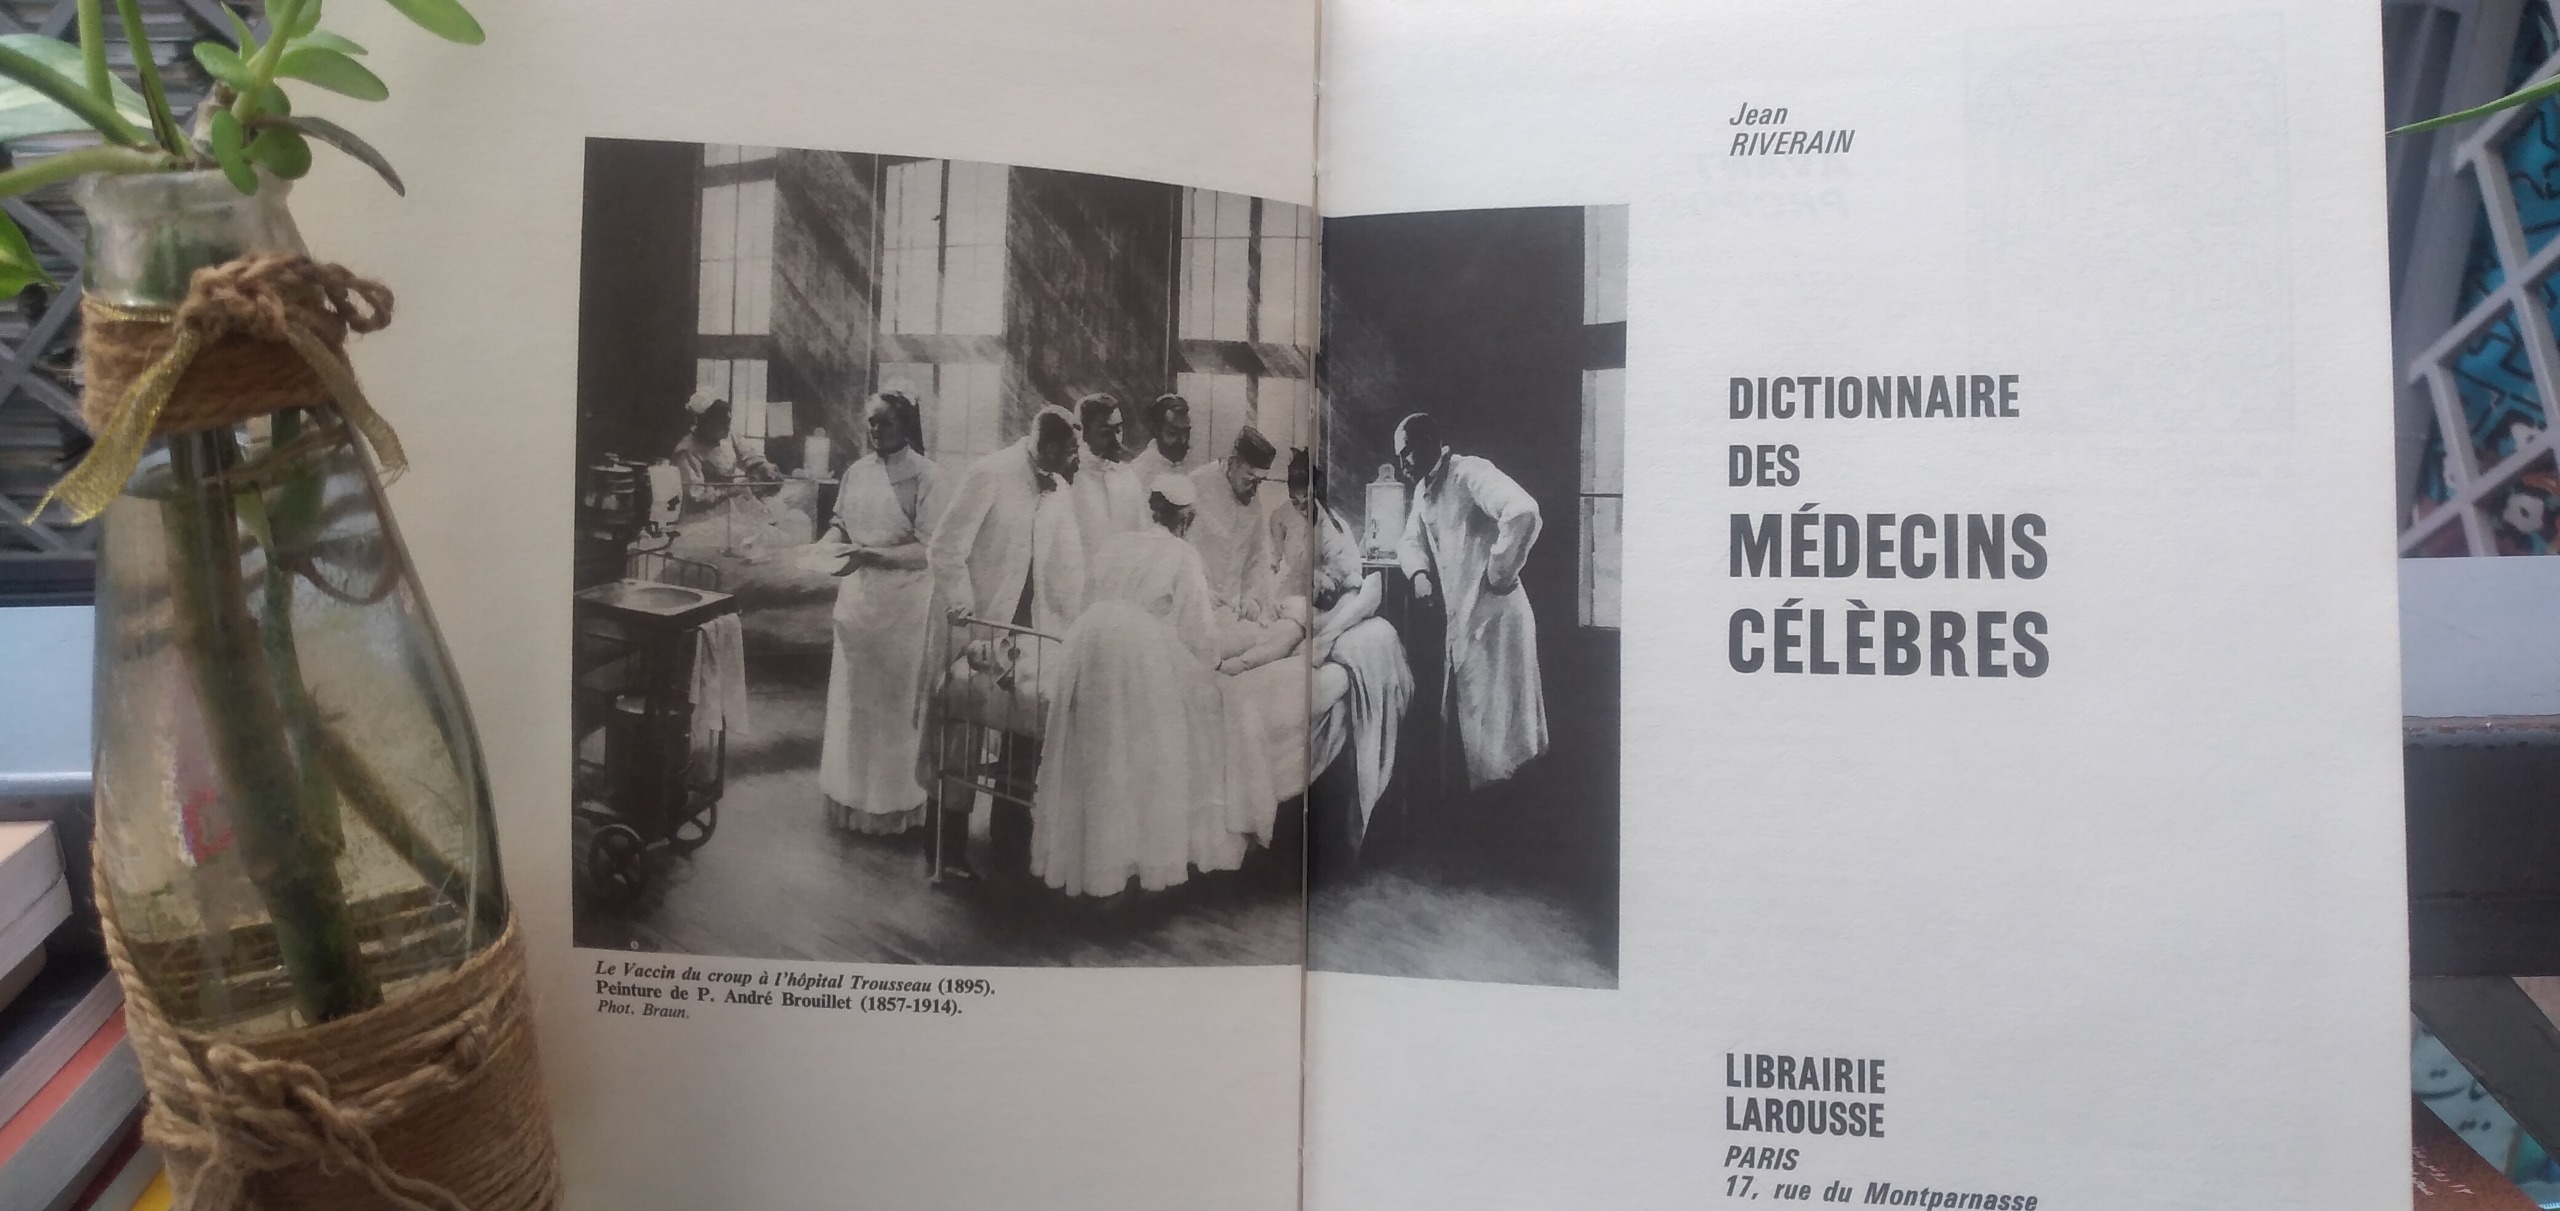 Le Vaccin du croup à l'hôpital Trousseau (1895).
Peinture de P. André Brouillet (1857-1914).
Phot. Braun.
Jean
RIVERAIN
DICTIONNAIRE
DES
MÉDECINS
CÉLÈBRES
LIBRAIRIE
LAROUSSE
PARIS
17, rue du Montparnasse